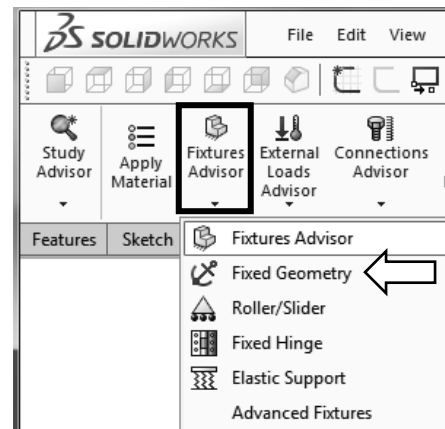 SOLIDWORKS File Edit View
Study Advisor
Apply Material
Fixtures Advisor
External Loads Advisor
Connections Advisor
Features Sketch
Fixtures Advisor
Fixed Geometry
Roller/Slider
Fixed Hinge
Elastic Support
Advanced Fixtures